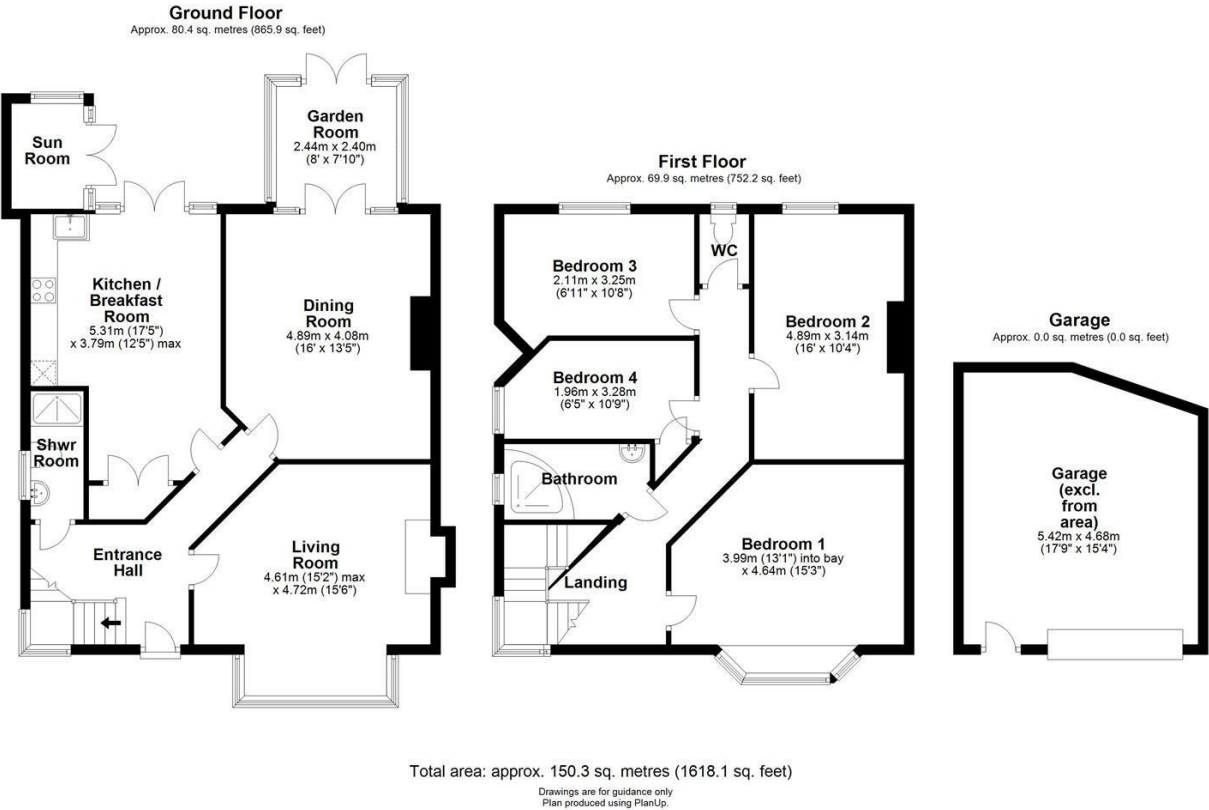 Ground Floor
Approx. 80.4 sq. metres (865.9 sq. feet)
Sun
Room
Garden
Room
2.44m x 2.40m
(8' x 7'10")
Kitchen /
Breakfast
Room
5.31m (17'5")
x 3.79m (12'5") max
Dining
Room
4.89m x 4.08m
(16' x 13'5")
Shwr
Room
Entrance
Hall
Living
Room
4.61m (15'2") max
x 4.72m (15'6")
First Floor
Approx. 69.9 sq. metres (752.2 sq. feet)
WC
Bedroom 3
2.11m x 3.25m
(6'11" x 10'8")
Bedroom 2
4.89m x 3.14m
(16' x 10'4")
Bedroom 4
1.96m x 3.28m
(6'5" x 10'9")
Bathroom
Bedroom 1
3.99m (13'1") into bay
x 4.64m (15'3")
Landing
Garage
Approx. 0.0 sq. metres (0.0 sq. feet)
Garage
(excl.
from
area)
5.42m x 4.68m
(17'9" x 15'4")
Total area: approx. 150.3 sq. metres (1618.1 sq. feet)
Drawings are for guidance only
Plan produced using PlanUp.